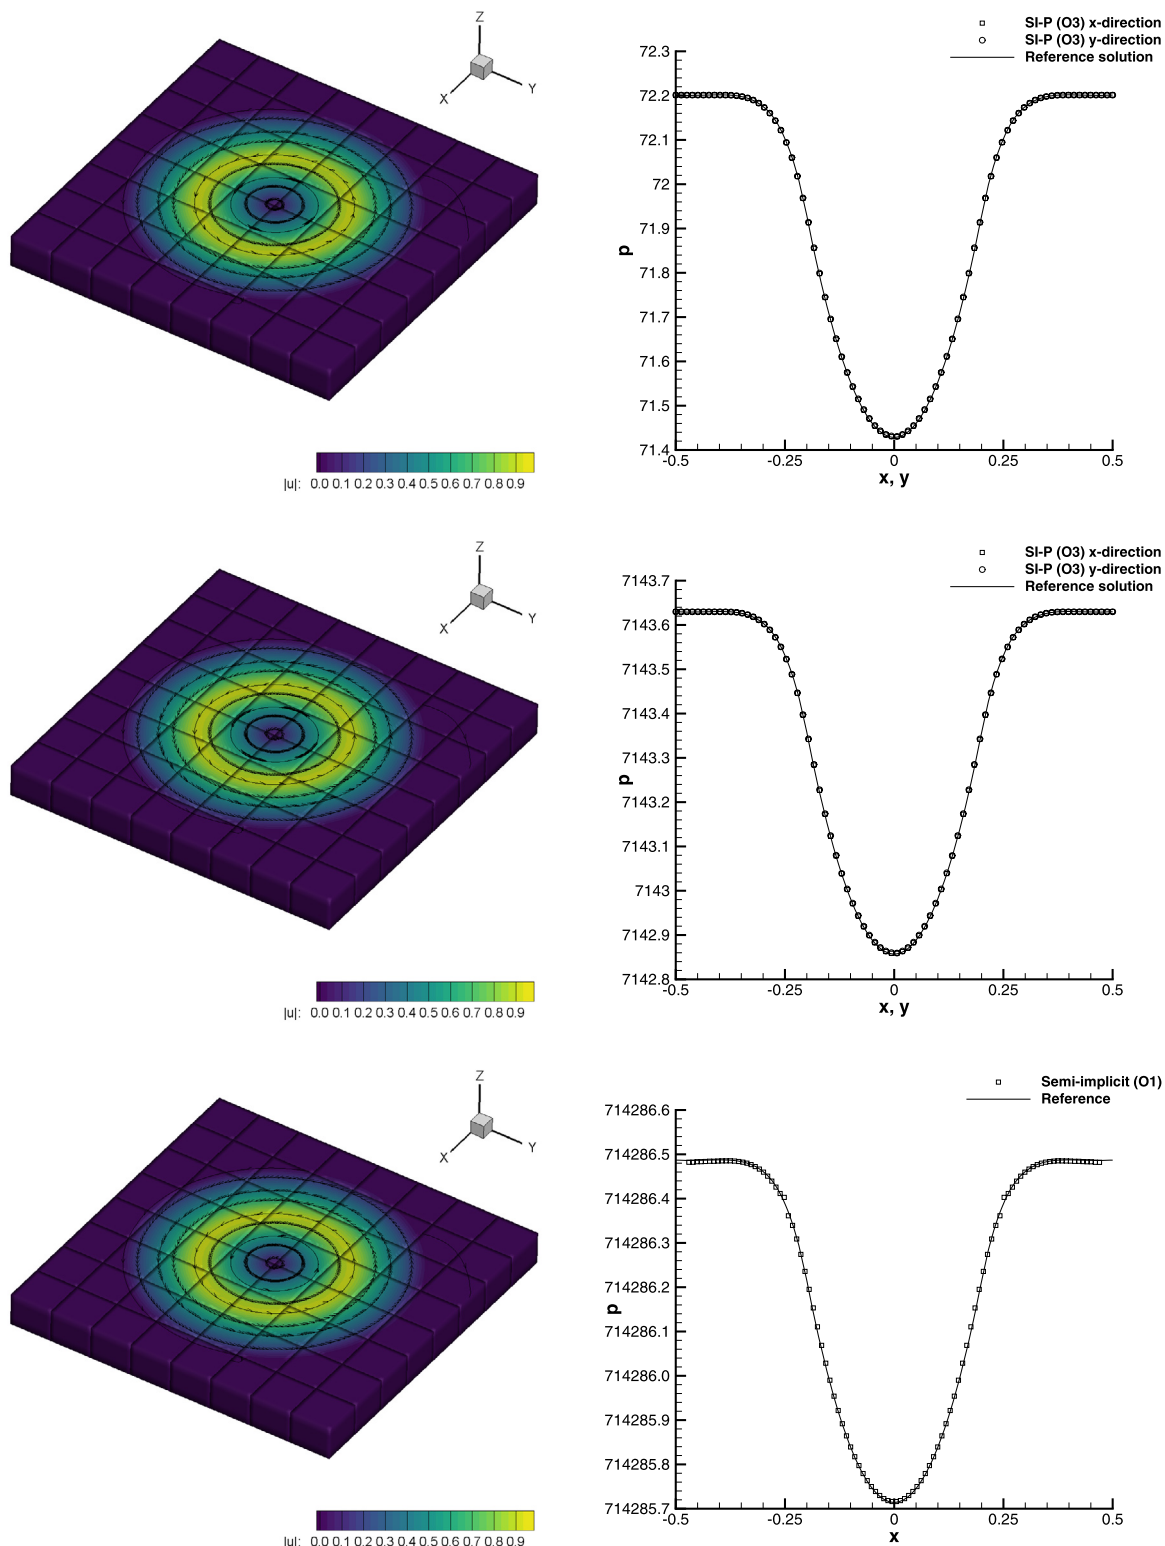 Z
X
Y
|u|: 0.0 0.1 0.2 0.3 0.4 0.5 0.6 0.7 0.8 0.9
SI-P (O3) x-direction
SI-P (O3) y-direction
Reference solution
72.3
72.2
72.1
72
71.9
71.8
71.7
71.6
71.5
71.4
p
-0.5 -0.25 0 0.25 0.5
x, y
Z
X
Y
|u|: 0.0 0.1 0.2 0.3 0.4 0.5 0.6 0.7 0.8 0.9
SI-P (O3) x-direction
SI-P (O3) y-direction
Reference solution
7143.7
7143.6
7143.5
7143.4
7143.3
7143.2
7143.1
7143
7142.9
7142.8
p
-0.5 -0.25 0 0.25 0.5
x, y
Z
X
Y
|u|: 0.0 0.1 0.2 0.3 0.4 0.5 0.6 0.7 0.8 0.9
Semi-implicit (O1)
Reference
714286.6
714286.5
714286.4
714286.3
714286.2
714286.1
714286.0
714285.9
714285.8
714285.7
p
-0.5 -0.25 0 0.25 0.5
x